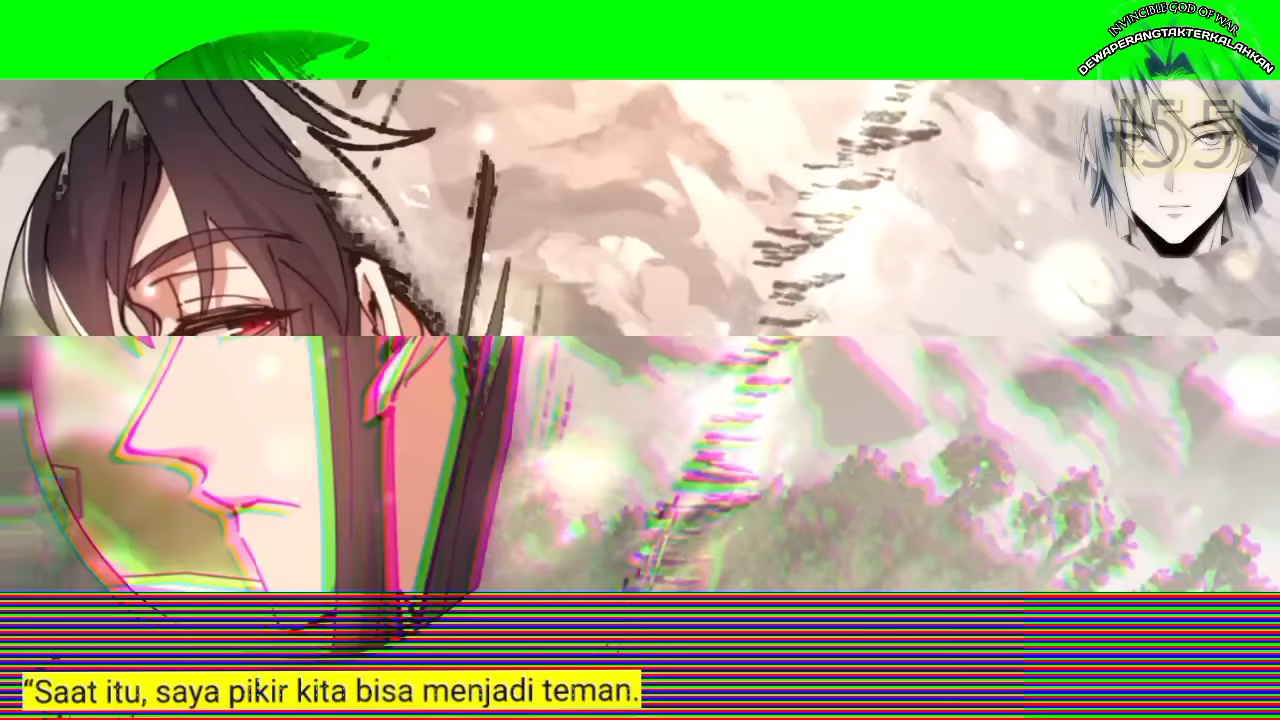 INVINCIBLE GOD OF WAR
DEWAPERANGTAKTERKALAHKAN
#155
“Saat itu, saya pikir kita bisa menjadi teman.